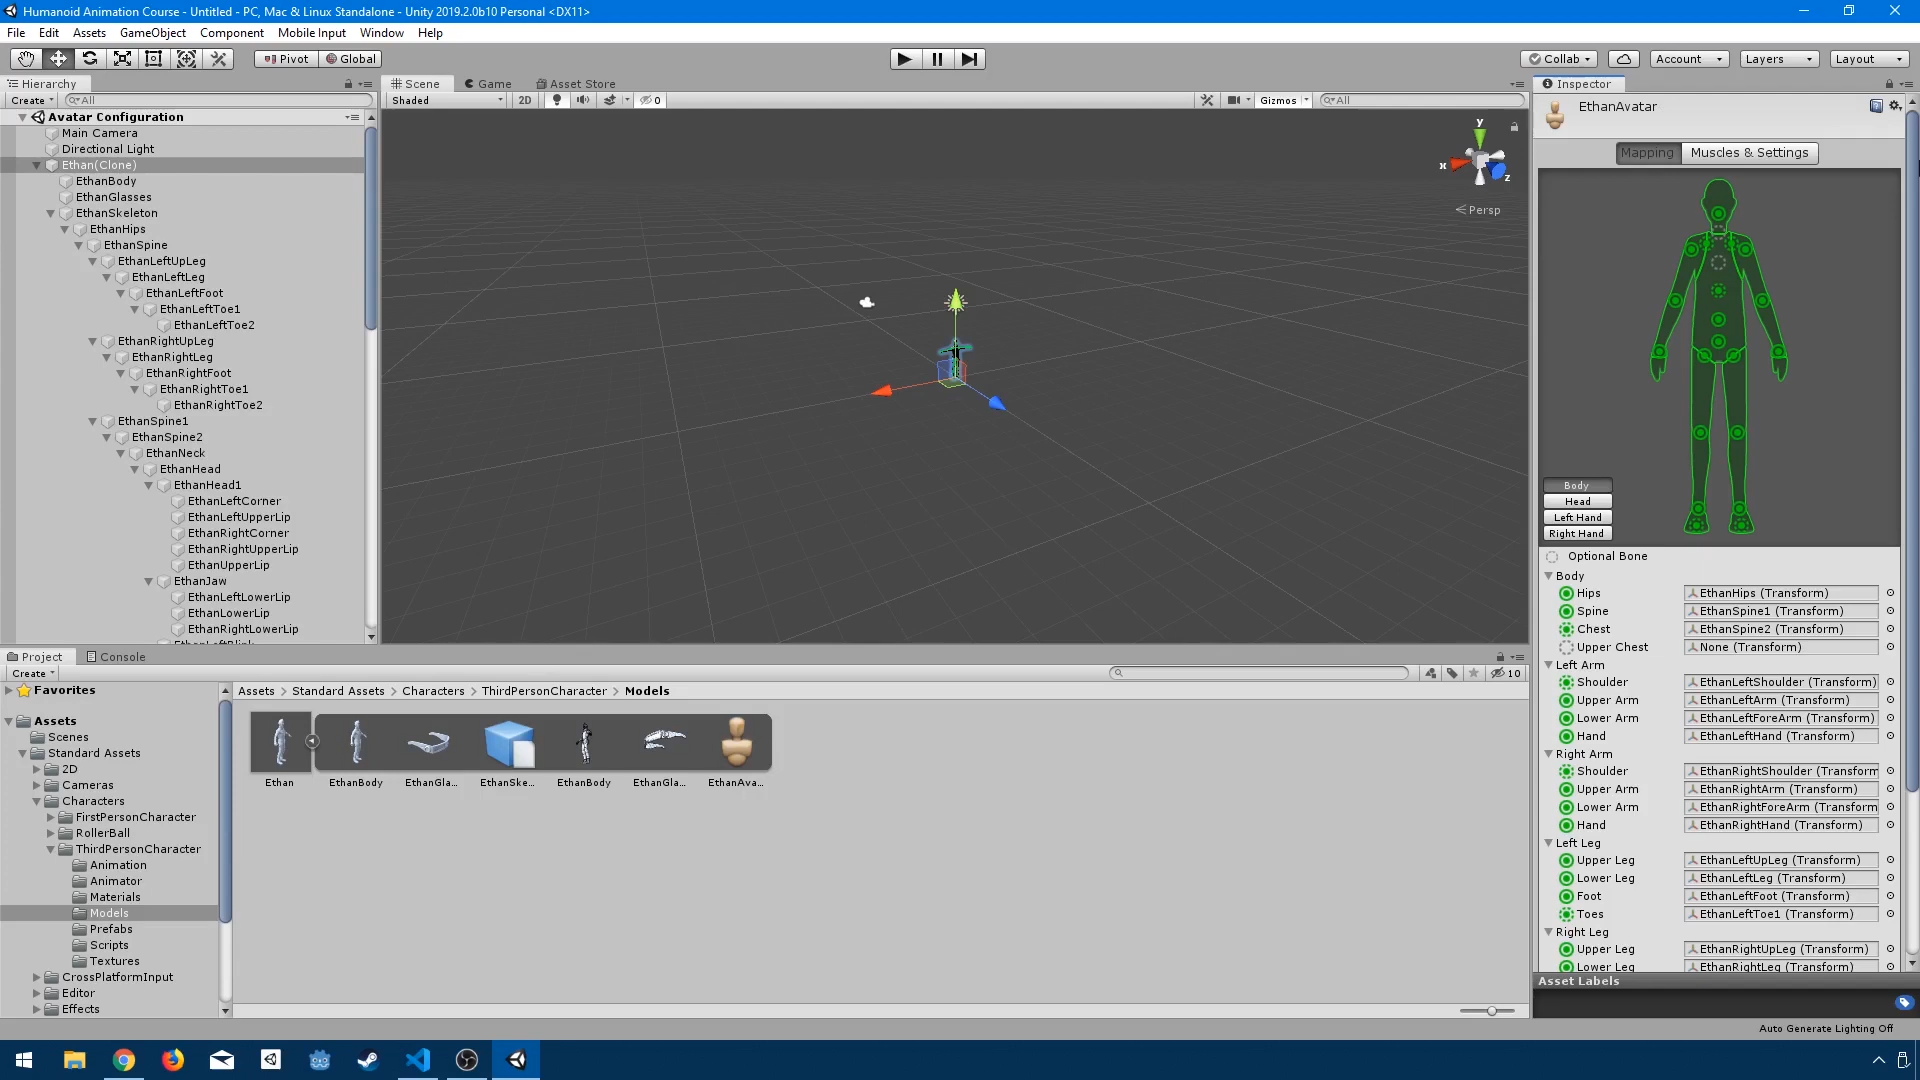 Humanoid Animation Course - Untitled - PC, Mac & Linux Standalone - Unity 2019.2.0b10 Personal <DX11>
File Edit Assets GameObject Component Mobile Input Window Help
Pivot Global Collab Account Layers Layout
Hierarchy
Create All
Avatar Configuration
Main Camera
Directional Light
Ethan(Clone)
EthanBody
EthanGlasses
EthanSkeleton
EthanHips
EthanSpine
EthanLeftUpLeg
EthanLeftLeg
EthanLeftFoot
EthanLeftToe1
EthanLeftToe2
EthanRightUpLeg
EthanRightLeg
EthanRightFoot
EthanRightToe1
EthanRightToe2
EthanSpine1
EthanSpine2
EthanNeck
EthanHead
EthanHead1
EthanLeftCorner
EthanLeftUpperLip
EthanRightCorner
EthanRightUpperLip
EthanUpperLip
EthanJaw
EthanLeftLowerLip
EthanLowerLip
EthanRightLowerLip
Scene Game Asset Store
Shaded 2D 0 Gizmos All
y
x
z
Persp
Inspector
EthanAvatar
Mapping Muscles & Settings
Body
Head
Left Hand
Right Hand
Optional Bone
Body
Hips EthanHips (Transform)
Spine EthanSpine1 (Transform)
Chest EthanSpine2 (Transform)
Upper Chest None (Transform)
Left Arm
Shoulder EthanLeftShoulder (Transform)
Upper Arm EthanLeftArm (Transform)
Lower Arm EthanLeftForeArm (Transform)
Hand EthanLeftHand (Transform)
Right Arm
Shoulder EthanRightShoulder (Transform
Upper Arm EthanRightArm (Transform)
Lower Arm EthanRightForeArm (Transform
Hand EthanRightHand (Transform)
Left Leg
Upper Leg EthanLeftUpLeg (Transform)
Lower Leg EthanLeftLeg (Transform)
Foot EthanLeftFoot (Transform)
Toes EthanLeftToe1 (Transform)
Right Leg
Upper Leg EthanRightUpLeg (Transform)
Lower Leg EthanRightLeg (Transform)
Asset Labels
Project Console
Create 10
Favorites
Assets
Scenes
Standard Assets
2D
Cameras
Characters
FirstPersonCharacter
RollerBall
ThirdPersonCharacter
Animation
Animator
Materials
Models
Prefabs
Scripts
Textures
CrossPlatformInput
Editor
Effects
Assets > Standard Assets > Characters > ThirdPersonCharacter > Models
Ethan EthanBody EthanGla... EthanSke... EthanBody EthanGla... EthanAva...
Auto Generate Lighting Off